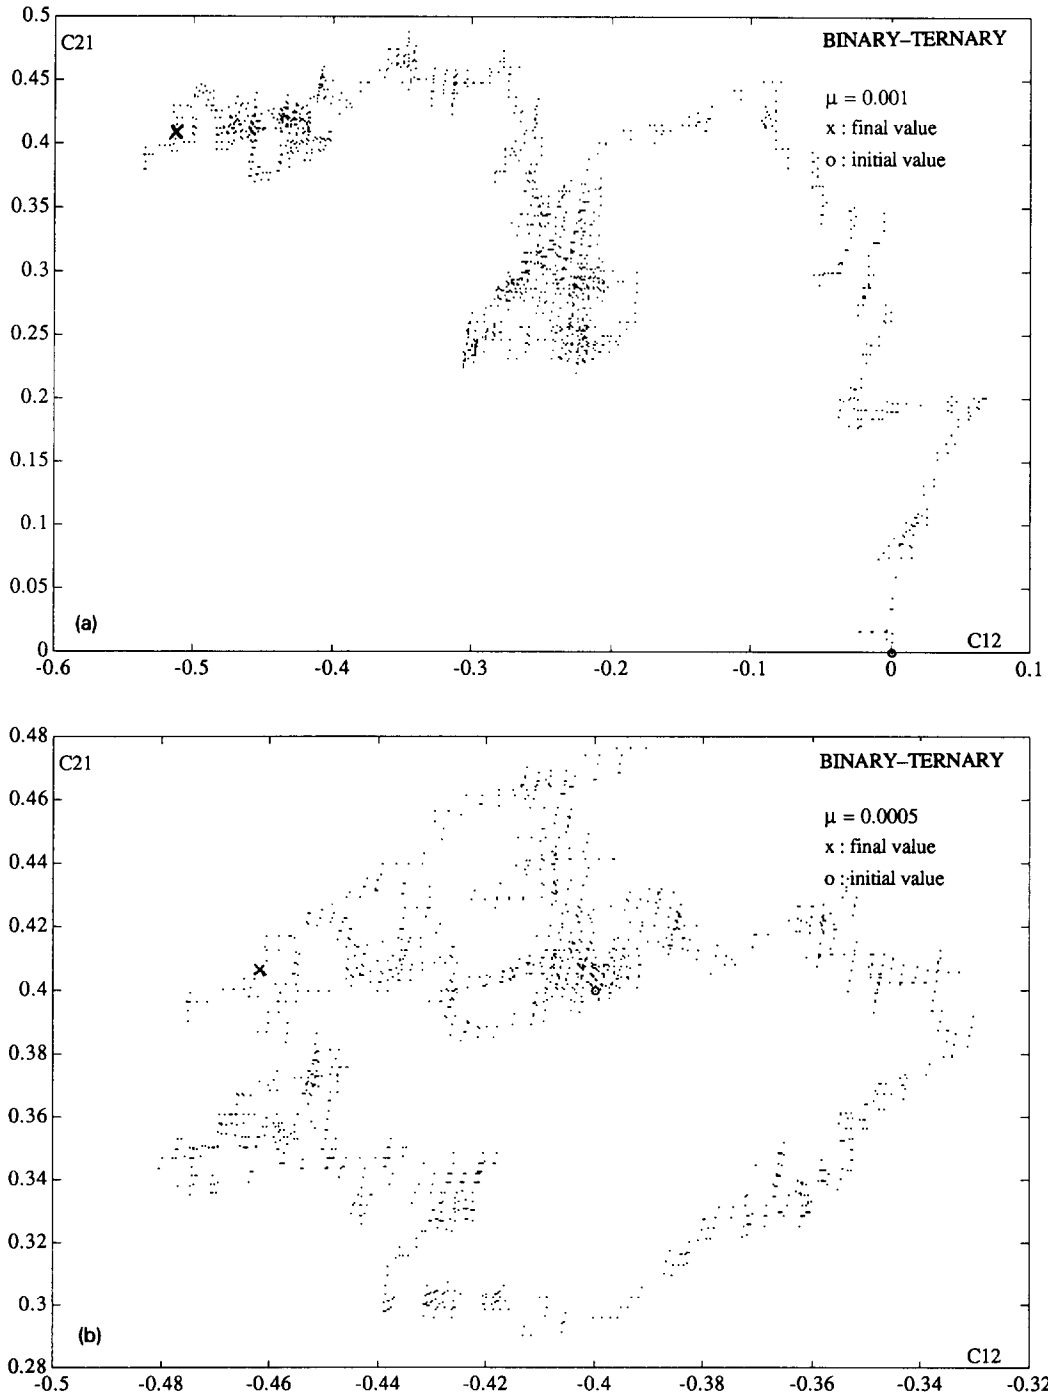 0.5
C21
BINARY–TERNARY
0.45
μ = 0.001
x : final value
0.4
o : initial value
0.35
0.3
0.25
0.2
0.15
0.1
0.05
(a)
C12
0
-0.6 -0.5 -0.4 -0.3 -0.2 -0.1 0 0.1
0.48
C21
BINARY–TERNARY
0.46
μ = 0.0005
x : final value
0.44
o : initial value
0.42
0.4
0.38
0.36
0.34
0.32
0.3
(b)
C12
0.28
-0.5 -0.48 -0.46 -0.44 -0.42 -0.4 -0.38 -0.36 -0.34 -0.32